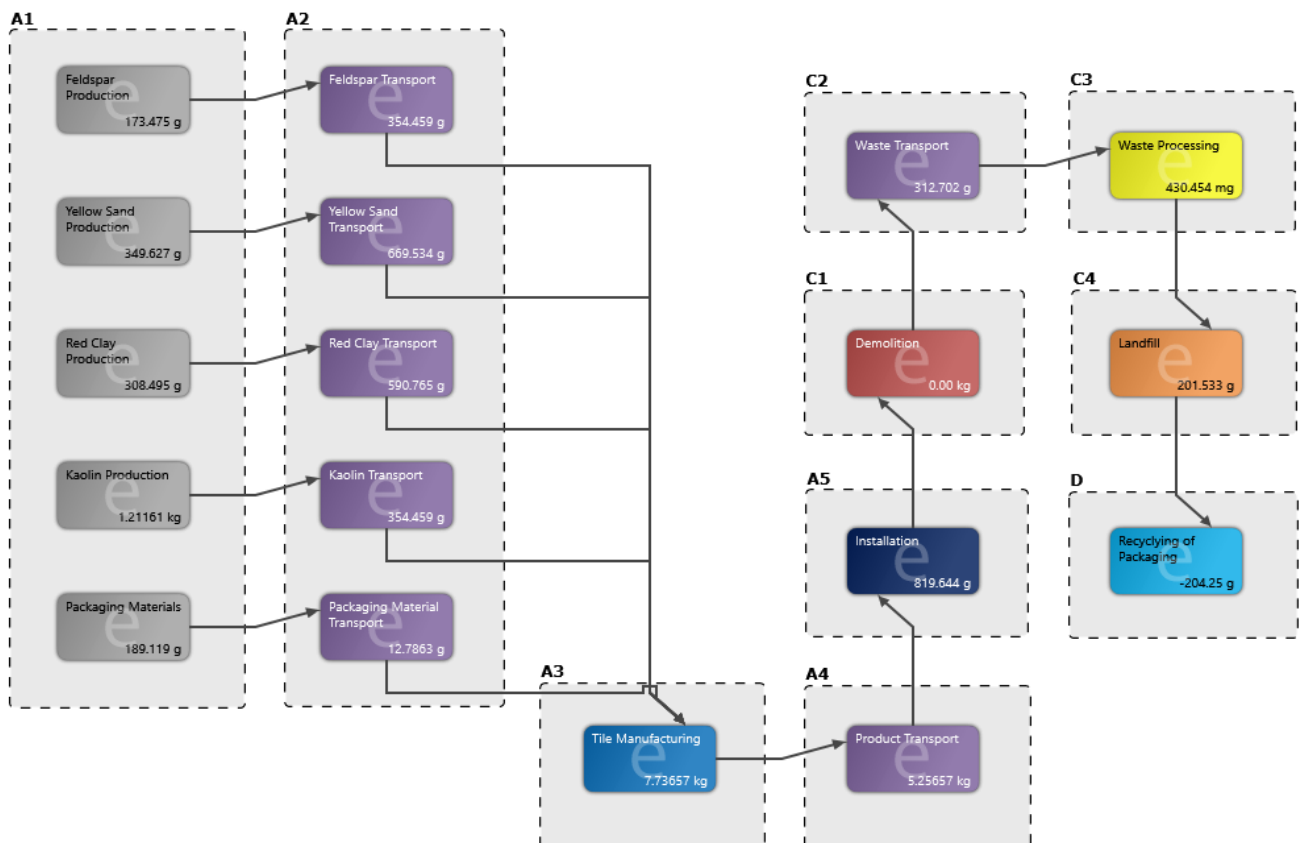 A1
Feldspar
Production
173.475 g
Yellow Sand
Production
349.627 g
Red Clay
Production
308.495 g
Kaolin Production
1.21161 kg
Packaging Materials
189.119 g
A2
Feldspar Transport
354.459 g
Yellow Sand
Transport
669.534 g
Red Clay Transport
590.765 g
Kaolin Transport
354.459 g
Packaging Material
Transport
12.7863 g
A3
Tile Manufacturing
7.73657 kg
A4
Product Transport
5.25657 kg
A5
Installation
819.644 g
C1
Demolition
0.00 kg
C2
Waste Transport
312.702 g
C3
Waste Processing
430.454 mg
C4
Landfill
201.533 g
D
Recyclying of
Packaging
-204.25 g